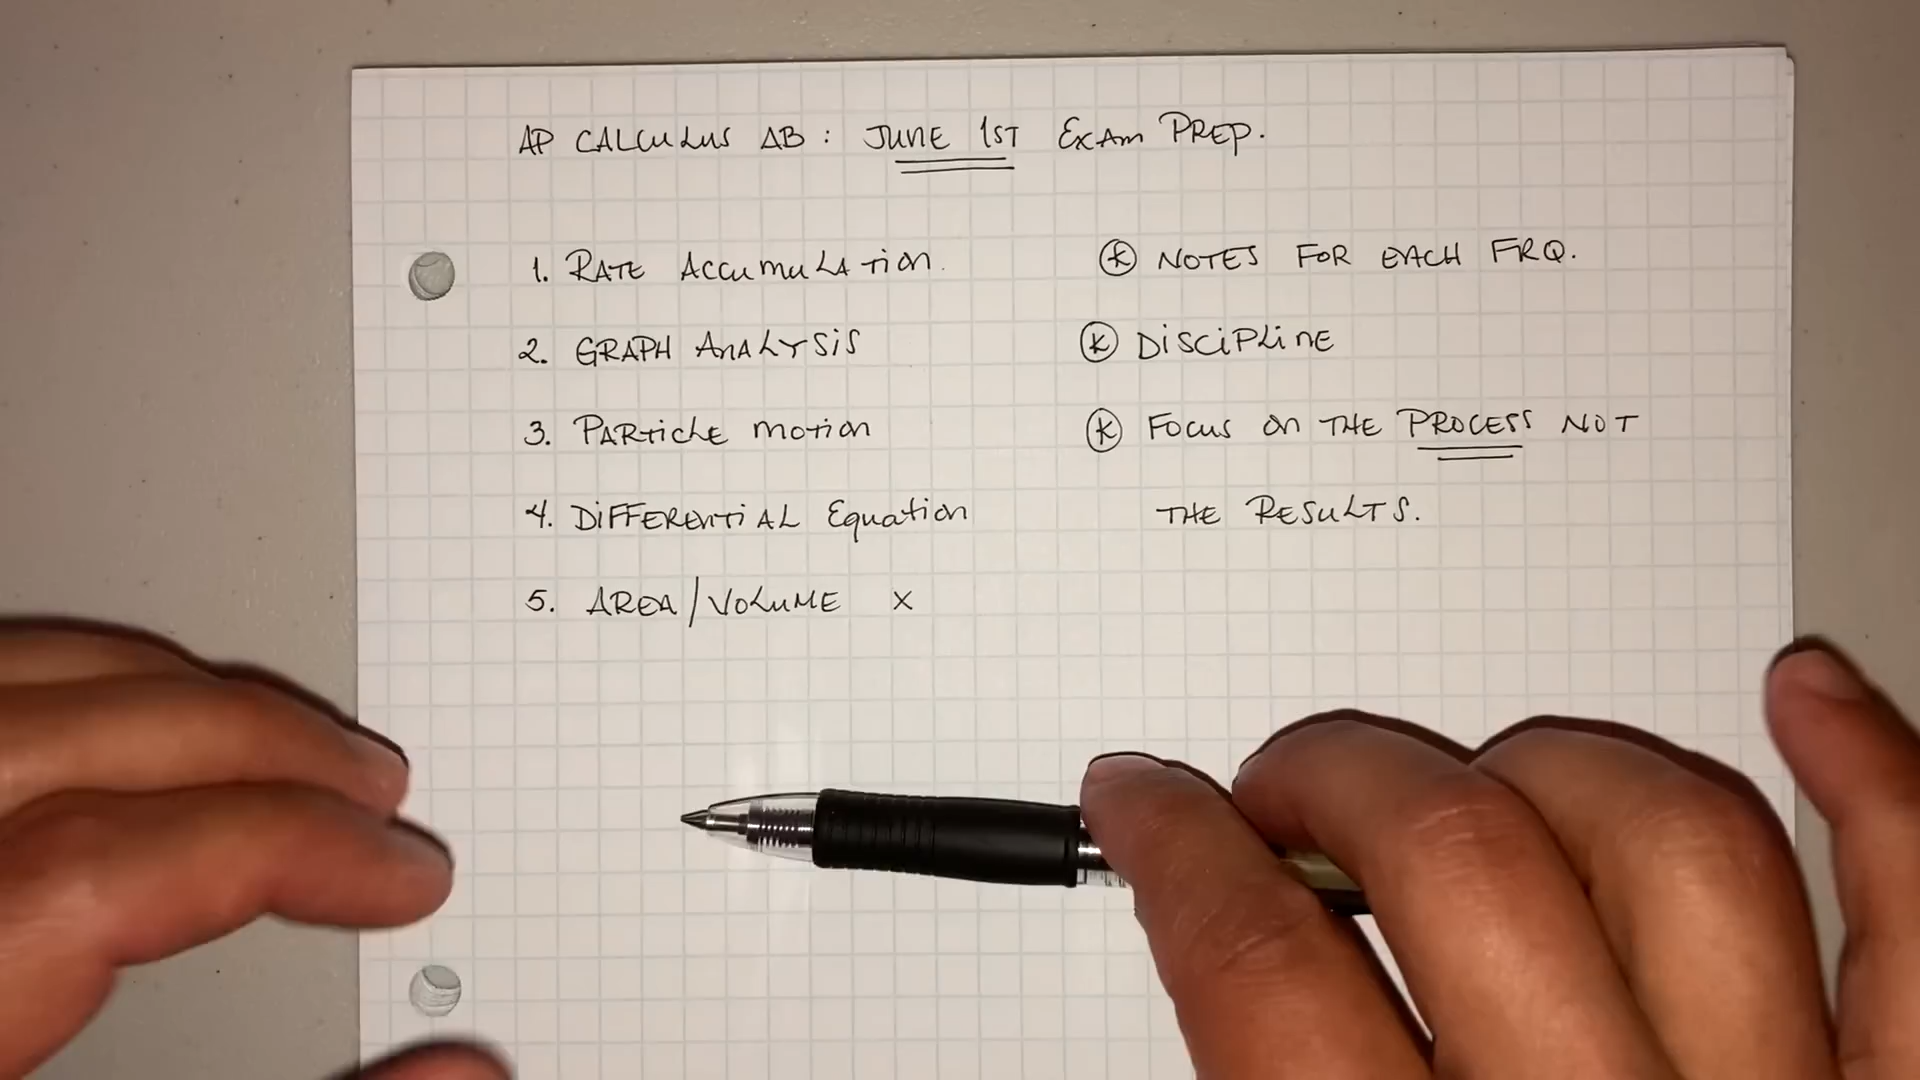 AP CALCULUS AB: JUNE 1ST EXAM PREP.
1. RATE ACCUMULATION.
2. GRAPH ANALYSIS
3. PARTICLE MOTION
4. DIFFERENTIAL Equation
5. AREA/VOLUME X
* NOTES FOR EACH FRQ.
* DISCIPLINE
* FOCUS ON THE PROCESS NOT
THE RESULTS.